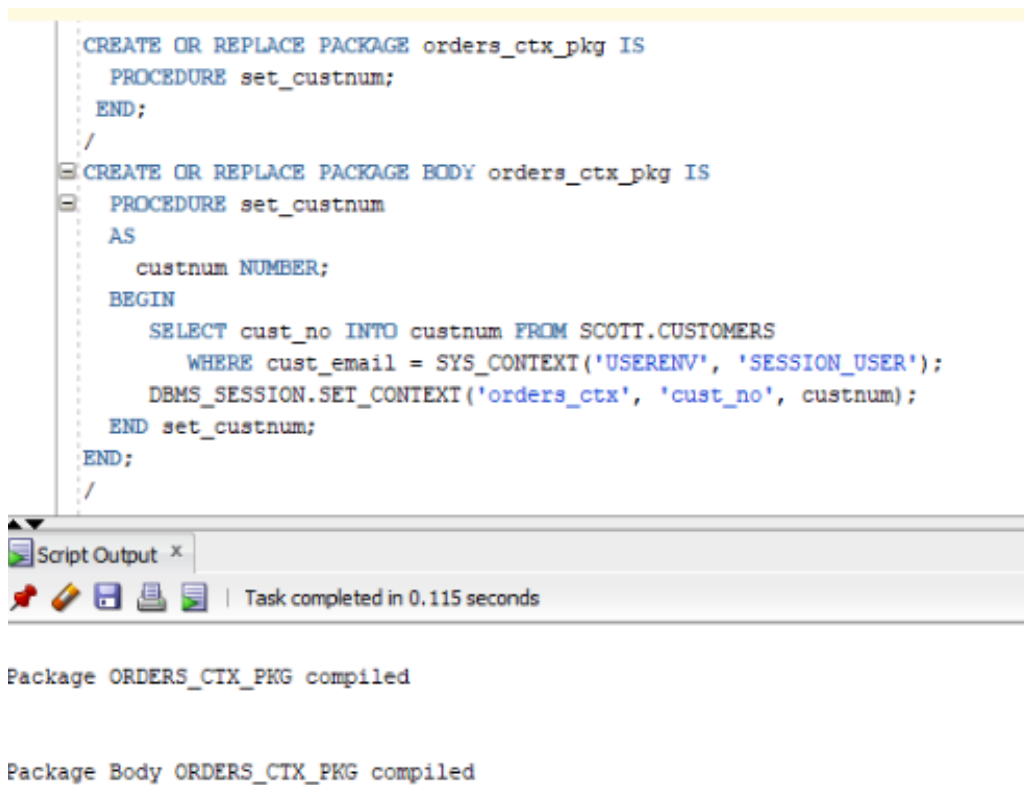 CREATE OR REPLACE PACKAGE orders_ctx_pkg IS
PROCEDURE set_custnum;
END;
/
CREATE OR REPLACE PACKAGE BODY orders_ctx_pkg IS
PROCEDURE set_custnum
AS
custnum NUMBER;
BEGIN
SELECT cust_no INTO custnum FROM SCOTT.CUSTOMERS
WHERE cust_email = SYS_CONTEXT('USERENV', 'SESSION_USER');
DBMS_SESSION.SET_CONTEXT('orders_ctx', 'cust_no', custnum);
END set_custnum;
END;
/
Script Output x
Task completed in 0.115 seconds
Package ORDERS_CTX_PKG compiled
Package Body ORDERS_CTX_PKG compiled